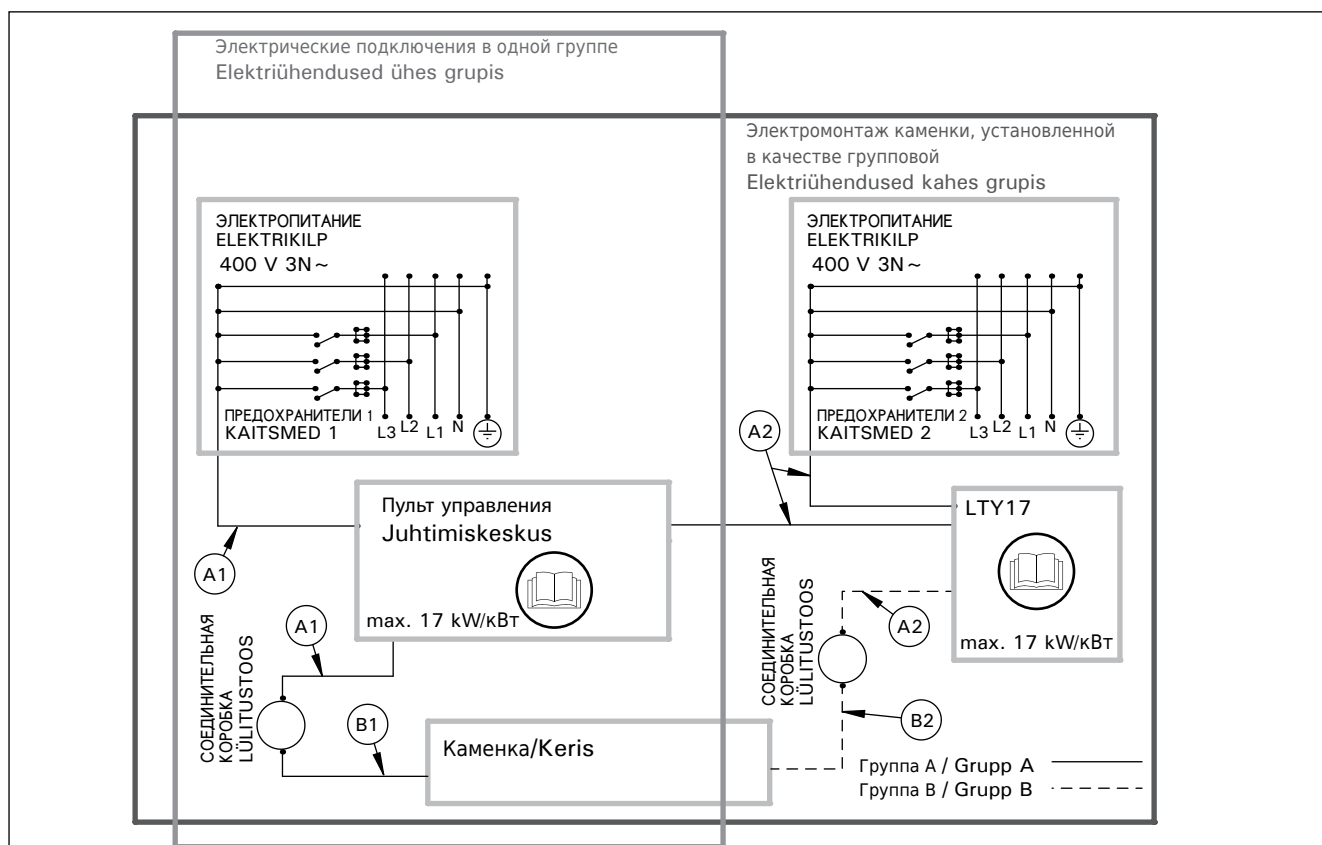 Электрические подключения в одной группе
Elektriühendused ühes grupis
Электромонтаж каменки, установленной
в качестве групповой
Elektriühendused kahes grupis
ЭЛЕКТРОПИТАНИЕ
ELEKTRIKILP
400 V 3N~
ПРЕДОХРАНИТЕЛИ 1
KAITSMED 1
L3 L2 L1 N
ЭЛЕКТРОПИТАНИЕ
ELEKTRIKILP
400 V 3N~
ПРЕДОХРАНИТЕЛИ 2
KAITSMED 2
L3 L2 L1 N
A2
A1
Пульт управления
Juhtimiskeskus
max. 17 kW/кВт
LTY17
max. 17 kW/кВт
A1
СОЕДИНИТЕЛЬНАЯ
КОРОБКА
LÜLITUSTOOS
B1
Каменка/Keris
СОЕДИНИТЕЛЬНАЯ
КОРОБКА
LÜLITUSTOOS
A2
B2
Группа А / Grupp A
Группа В / Grupp B